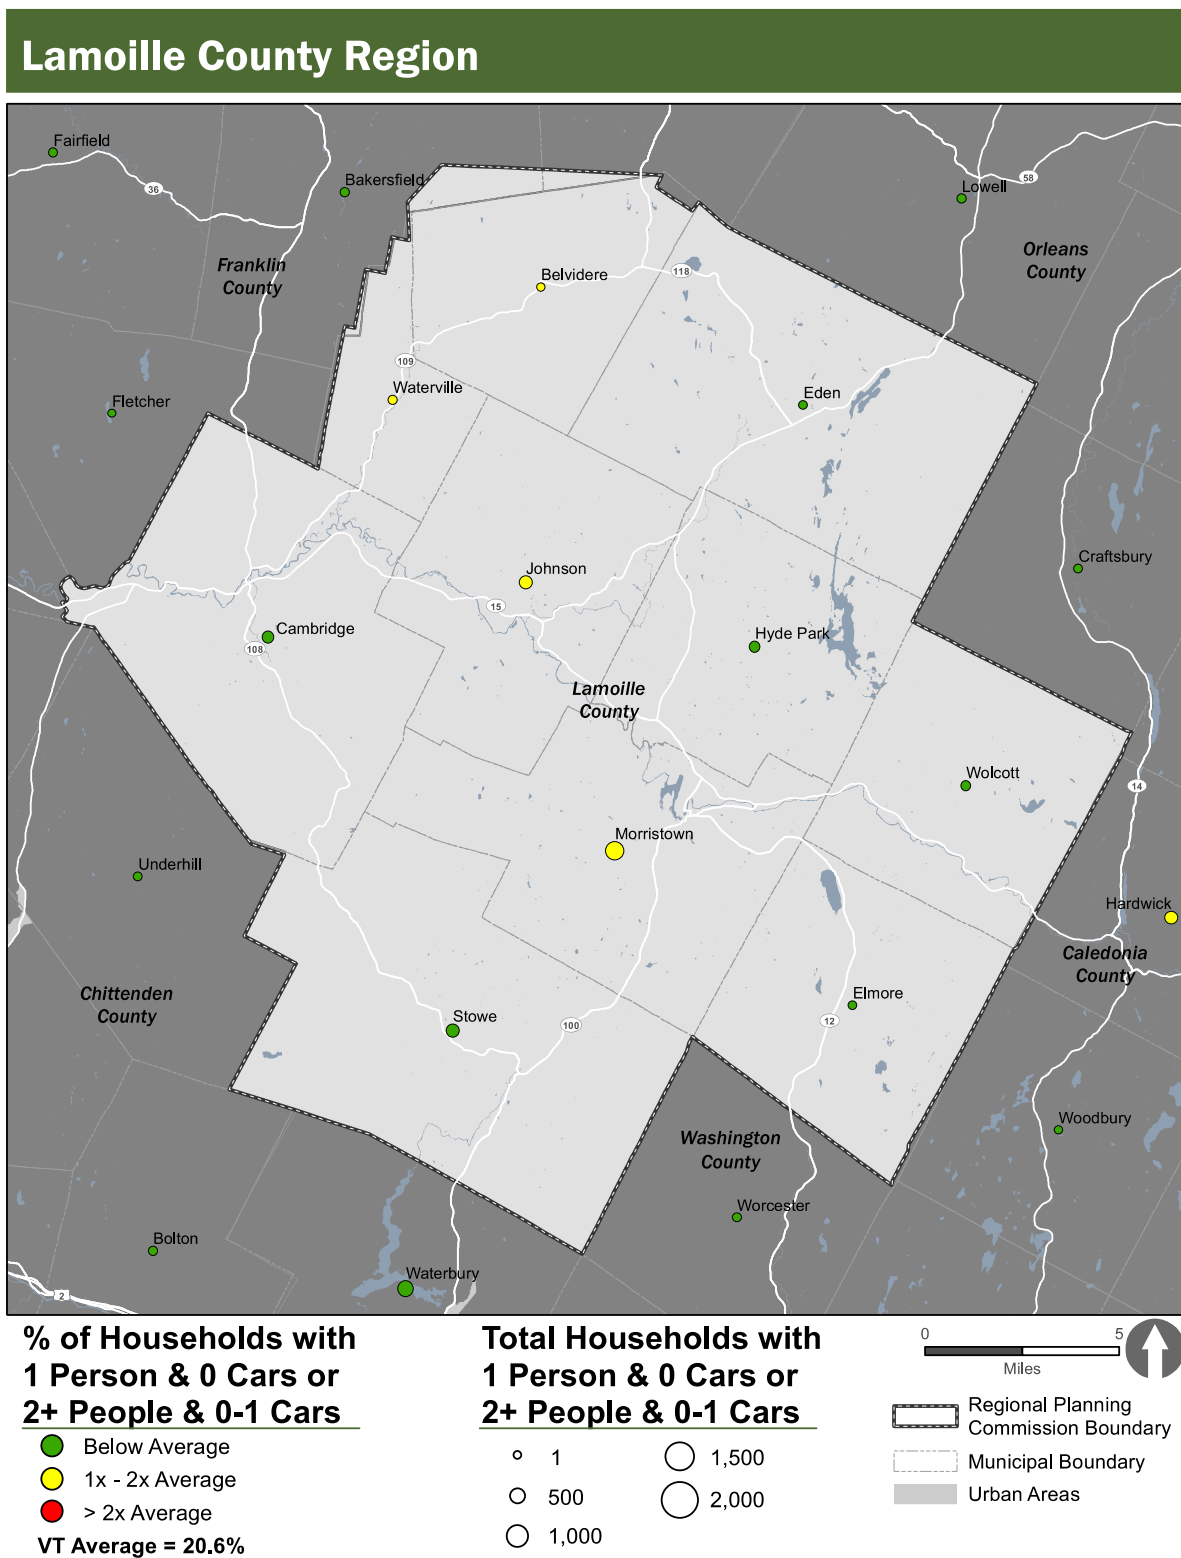 Lamoille County Region
Fairfield
36
Bakersfield
58
Lowell
Franklin
County
Orleans
County
Belvidere
118
109
Waterville
Eden
Fletcher
Craftsbury
Johnson
15
Cambridge
108
Hyde Park
Lamoille
County
Wolcott
14
Morristown
Underhill
Hardwick
Caledonia
County
Chittenden
County
Elmore
12
Stowe
100
Woodbury
Washington
County
Worcester
Bolton
Waterbury
2
% of Households with
1 Person & 0 Cars or
2+ People & 0-1 Cars
Below Average
1x - 2x Average
> 2x Average
VT Average = 20.6%
Total Households with
1 Person & 0 Cars or
2+ People & 0-1 Cars
1
500
1,000
1,500
2,000
0 5
Miles
Regional Planning
Commission Boundary
Municipal Boundary
Urban Areas